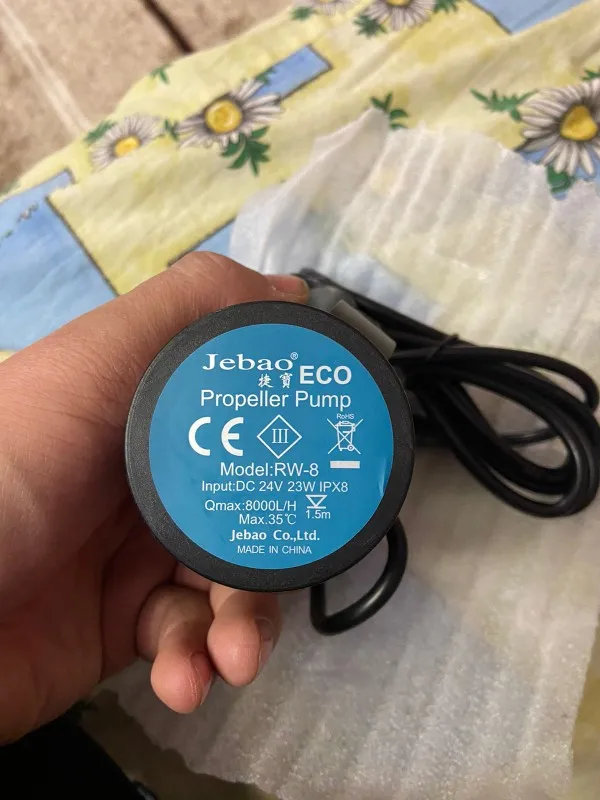 Jebao® ECO
捷寶
Propeller Pump
CE III RoHS
Model:RW-8
Input:DC 24V 23W IPX8
Qmax:8000L/H 1.5m
Max.35℃
Jebao Co.,Ltd.
MADE IN CHINA